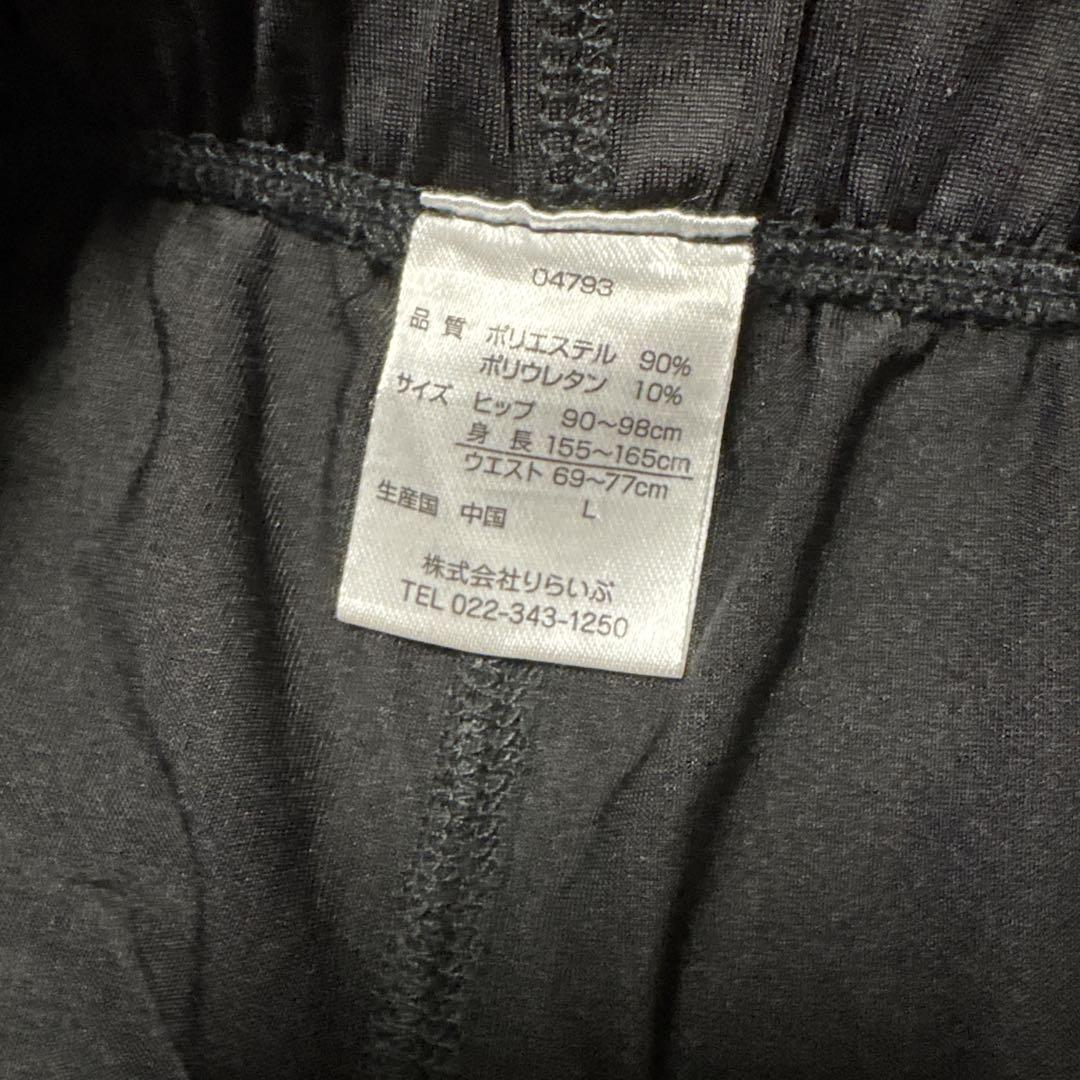 04793
品質 ポリエステル 90%
ポリウレタン 10%
サイズ ヒップ 90〜98cm
身長 155〜165cm
ウエスト 69〜77cm
L
生産国 中国
株式会社りらいぶ
TEL 022-343-1250